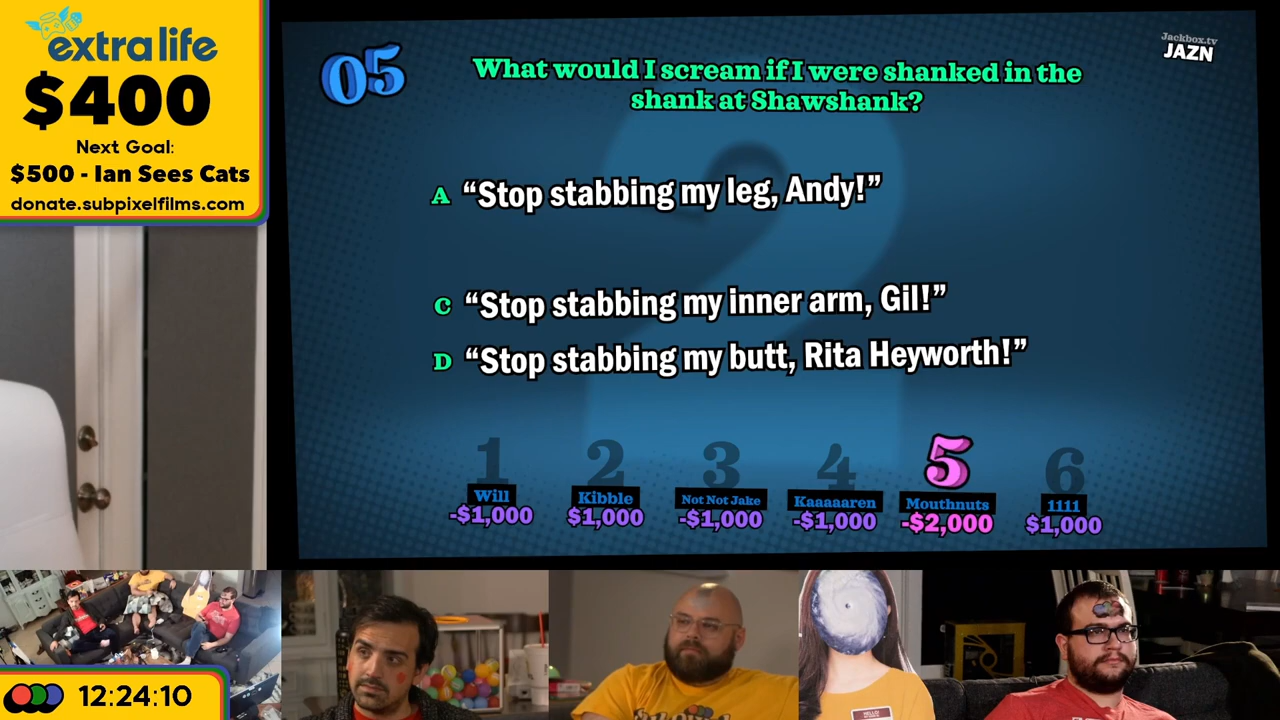 extralife
$400
Next Goal:
$500 - Ian Sees Cats
donate.subpixelfilms.com
05
What would I scream if I were shanked in the
shank at Shawshank?
Jackbox.tv
JAZN
A "Stop stabbing my leg, Andy!"
C "Stop stabbing my inner arm, Gil!"
D "Stop stabbing my butt, Rita Heyworth!"
1 2 3 4 5 6
Will Kibble Not Not Jake Kaaaaaren Mouthnuts 1111
-$1,000 $1,000 -$1,000 -$1,000 -$2,000 $1,000
HELLO
12:24:10